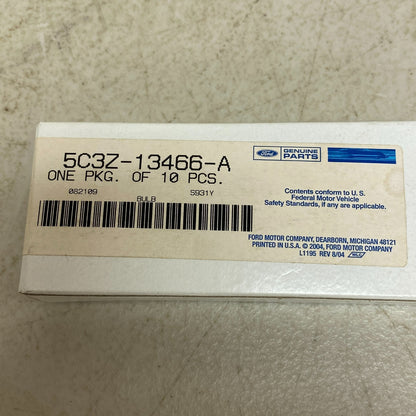 5C3Z-13466-A
ONE PKG. OF 10 PCS.
082109 BULB S931Y
Ford GENUINE PARTS
Contents conform to U.S.
Federal Motor Vehicle
Safety Standards, if any are applicable.
FORD MOTOR COMPANY, DEARBORN, MICHIGAN 48121
PRINTED IN U.S.A. © 2004, FORD MOTOR COMPANY
L1195 REV 8/04